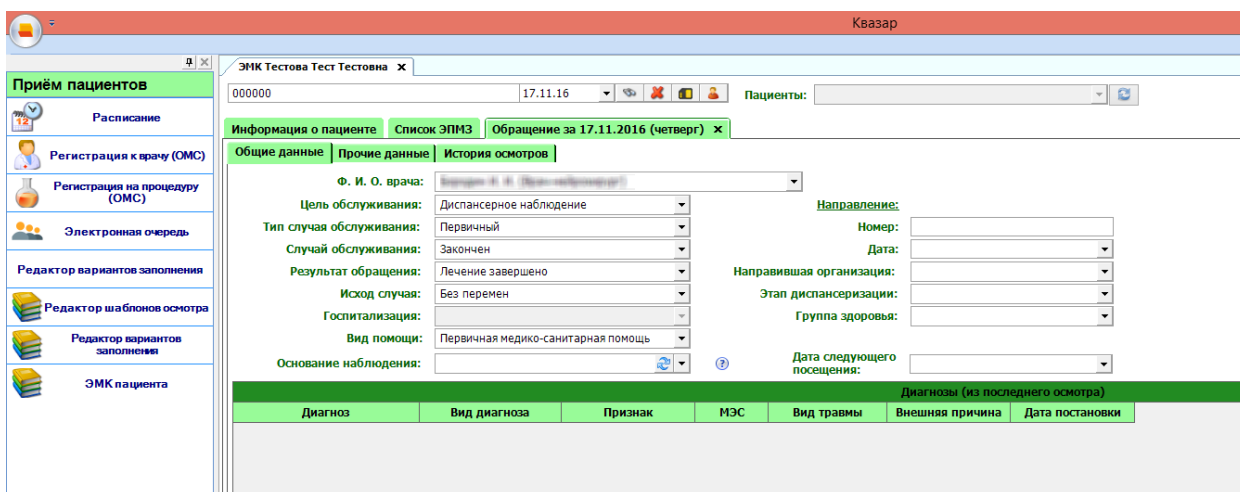 Квазар
Приём пациентов
Расписание
Регистрация к врачу (ОМС)
Регистрация на процедуру
(ОМС)
Электронная очередь
Редактор вариантов заполнения
Редактор шаблонов осмотра
Редактор вариантов
заполнения
ЭМК пациента
ЭМК Тестова Тест Тестовна x
000000 17.11.16 Пациенты:
Информация о пациенте Список ЭПМЗ Обращение за 17.11.2016 (четверг) x
Общие данные Прочие данные История осмотров
Ф. И. О. врача:
Цель обслуживания: Диспансерное наблюдение Направление:
Тип случая обслуживания: Первичный Номер:
Случай обслуживания: Закончен Дата:
Результат обращения: Лечение завершено Направившая организация:
Исход случая: Без перемен Этап диспансеризации:
Госпитализация: Группа здоровья:
Вид помощи: Первичная медико-санитарная помощь
Основание наблюдения: ? Дата следующего
посещения:
Диагнозы (из последнего осмотра)
Диагноз Вид диагноза Признак МЭС Вид травмы Внешняя причина Дата постановки